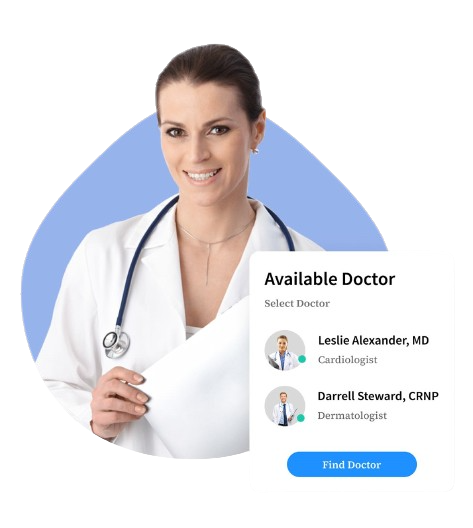 Available Doctor
Select Doctor
Leslie Alexander, MD
Cardiologist
Darrell Steward, CRNP
Dermatologist
Find Doctor